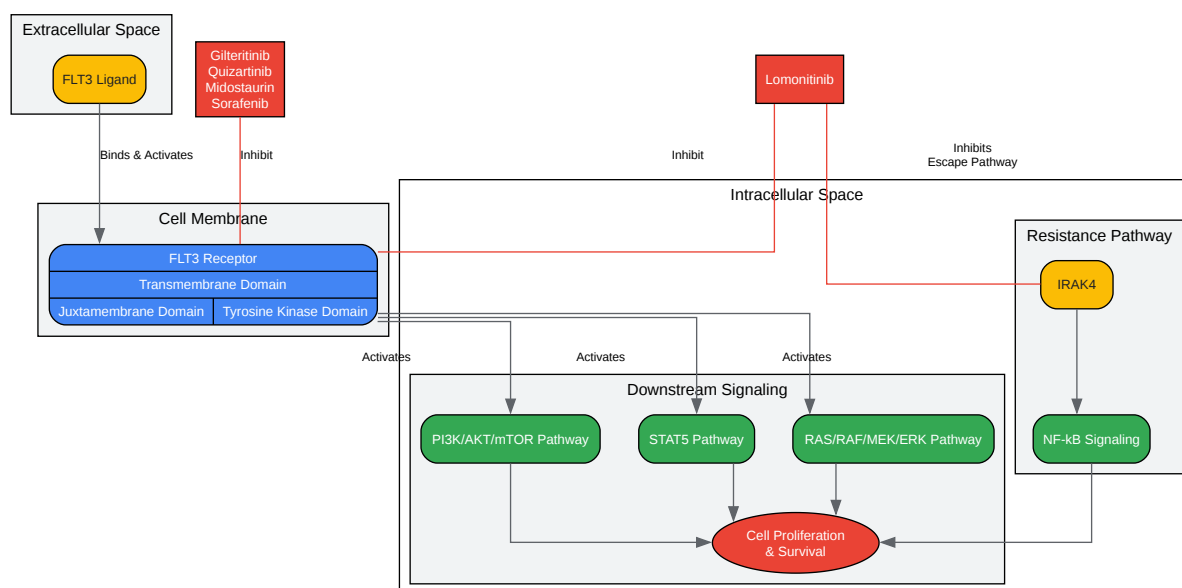 Extracellular Space
FLT3 Ligand
Gilteritinib
Quizartinib
Midostaurin
Sorafenib
Lomonitinib
Binds & Activates
Inhibit
Inhibit
Inhibits
Escape Pathway
Intracellular Space
Cell Membrane
FLT3 Receptor
Transmembrane Domain
Juxtamembrane Domain
Tyrosine Kinase Domain
Resistance Pathway
IRAK4
Activates
Activates
Activates
Downstream Signaling
PI3K/AKT/mTOR Pathway
STAT5 Pathway
RAS/RAF/MEK/ERK Pathway
NF-kB Signaling
Cell Proliferation
& Survival